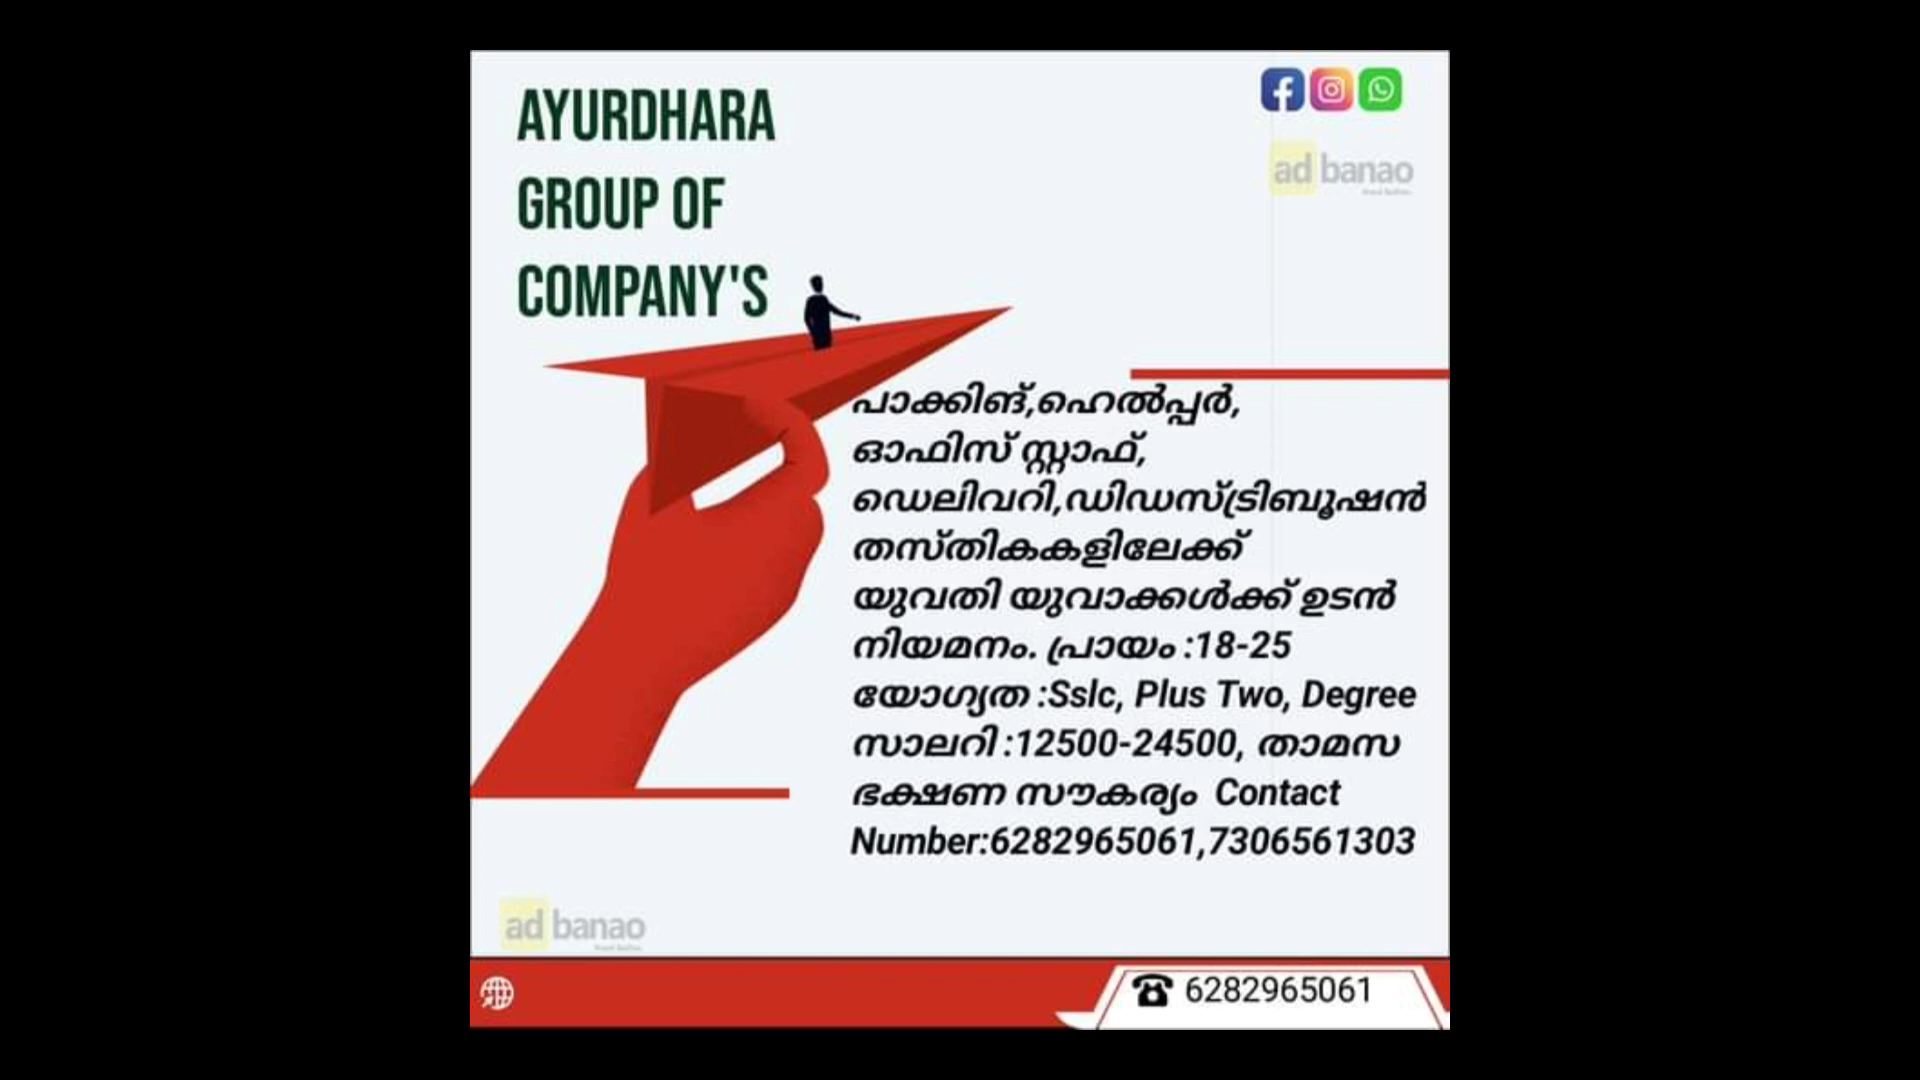 AYURDHARA
GROUP OF
COMPANY'S
ad banao
പാക്കിങ്,ഹെൽപ്പർ,
ഓഫിസ് സ്റ്റാഫ്,
ഡെലിവറി,ഡിഡസ്ട്രിബൂഷൻ
തസ്തികകളിലേക്ക്
യുവതി യുവാക്കൾക്ക് ഉടൻ
നിയമനം. പ്രായം :18-25
യോഗ്യത :Sslc, Plus Two, Degree
സാലറി :12500-24500, താമസ
ഭക്ഷണ സൗകര്യം Contact
Number:6282965061,7306561303
ad banao
6282965061